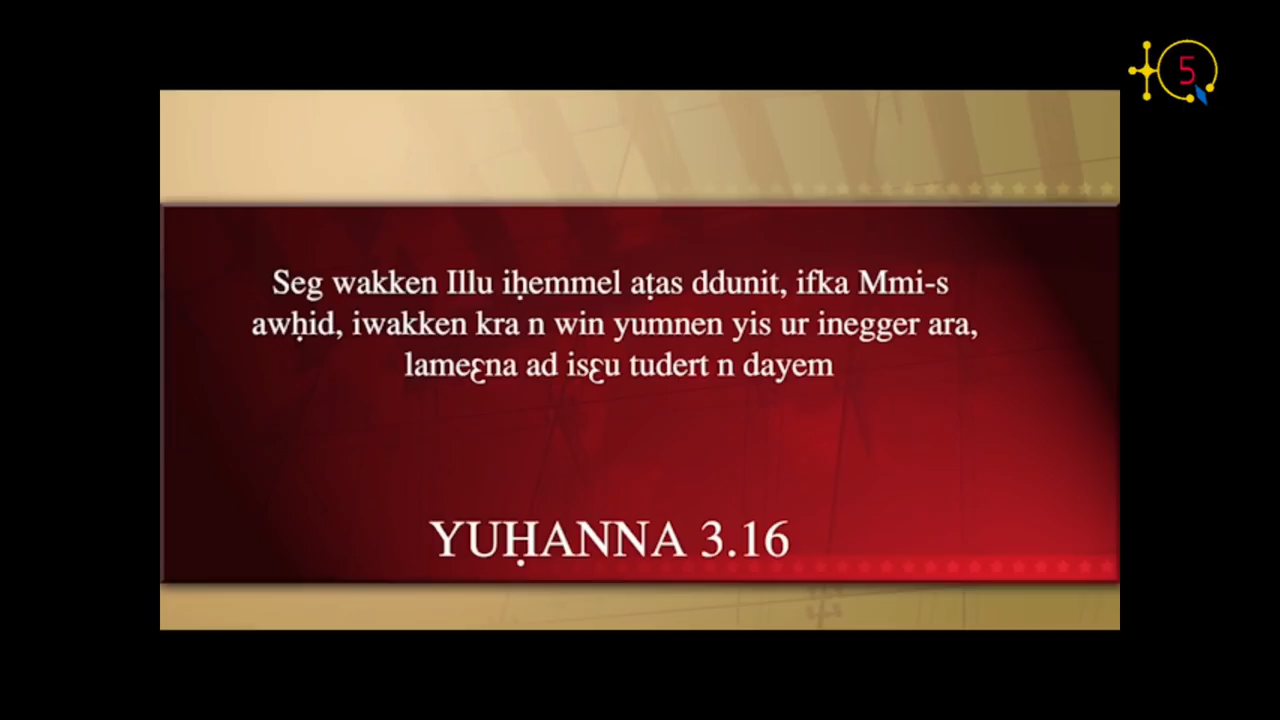 5
Seg wakken Illu iḥemmel aṭas ddunit, ifka Mmi-s
awḥid, iwakken kra n win yumnen yis ur inegger ara,
lameɛna ad isɛu tudert n dayem
YUḤANNA 3.16